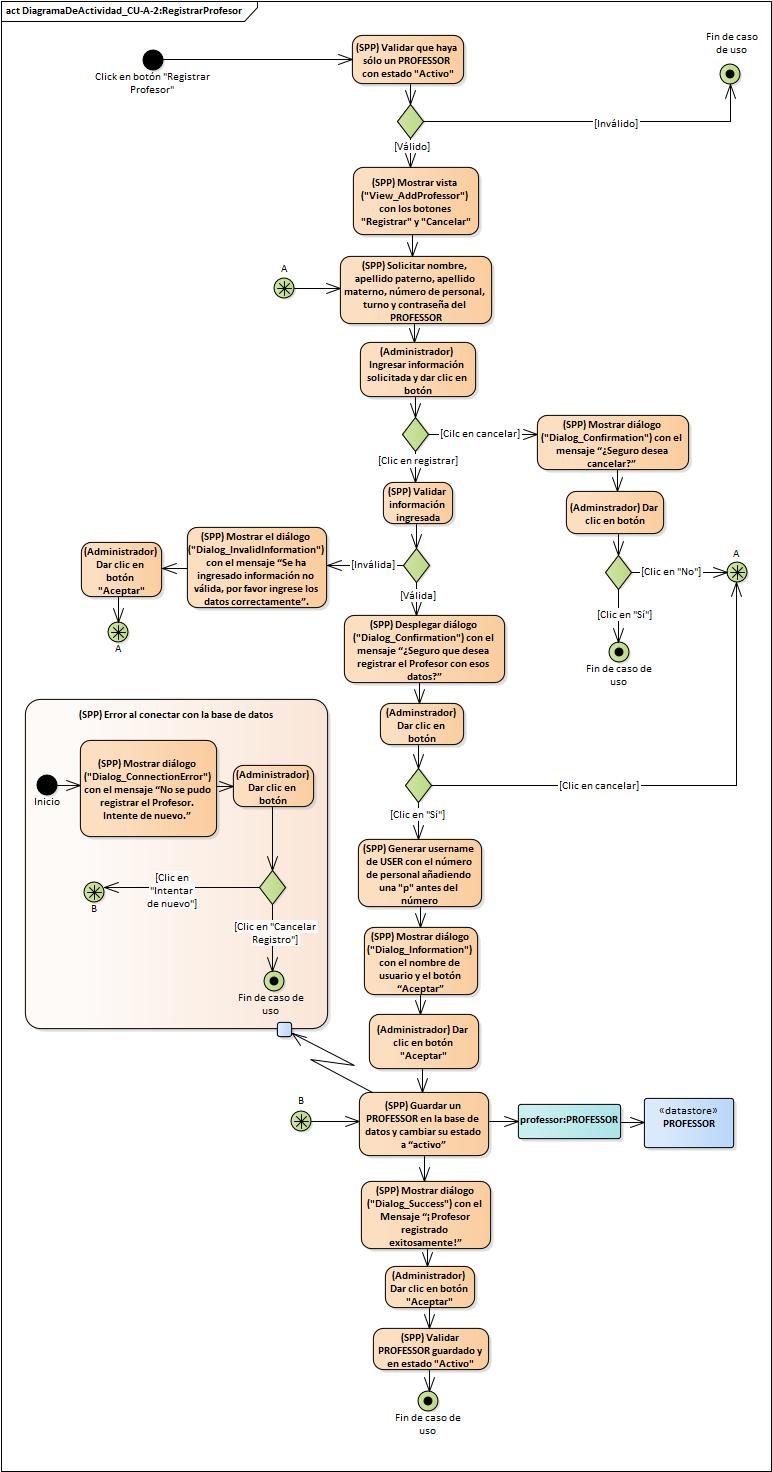 act DiagramaDeActividad_CU-A-2:RegistrarProfesor
Click en botón "Registrar
Profesor"
(SPP) Validar que haya
sólo un PROFESSOR
con estado "Activo"
Fin de caso
de uso
[Inválido]
[Válido]
(SPP) Mostrar vista
("View_AddProfessor")
con los botones
"Registrar" y "Cancelar"
A
(SPP) Solicitar nombre,
apellido paterno, apellido
materno, número de personal,
turno y contraseña del
PROFESSOR
(Administrador)
Ingresar información
solicitada y dar clic en
botón
[Cilc en cancelar]
(SPP) Mostrar diálogo
("Dialog_Confirmation") con el
mensaje “¿Seguro desea
cancelar?”
[Clic en registrar]
(SPP) Validar
información
ingresada
(Adminstrador) Dar
clic en botón
[Clic en "No"]
A
[Clic en "Sí"]
Fin de caso de
uso
[Inválida]
(SPP) Mostrar el diálogo
("Dialog_InvalidInformation")
con el mensaje “Se ha
ingresado información no
válida, por favor ingrese los
datos correctamente”.
(Administrador)
Dar clic en
botón
"Aceptar"
A
[Válida]
(SPP) Desplegar diálogo
("Dialog_Confirmation") con el
mensaje “¿Seguro que desea
registrar el Profesor con esos
datos?”
(Adminstrador)
Dar clic en
botón
[Clic en cancelar]
[Clic en "Sí"]
(SPP) Error al conectar con la base de datos
Inicio
(SPP) Mostrar diálogo
("Dialog_ConnectionError")
con el mensaje “No se pudo
registrar el Profesor.
Intente de nuevo.”
(Administrador)
Dar clic en
botón
[Clic en
"Intentar
de nuevo"]
B
[Clic en "Cancelar
Registro"]
Fin de caso de
uso
(SPP) Generar username
de USER con el número
de personal añadiendo
una "p" antes del
número
(SPP) Mostrar diálogo
("Dialog_Information")
con el nombre de
usuario y el botón
“Aceptar”
(Administrador) Dar
clic en botón
"Aceptar"
B
(SPP) Guardar un
PROFESSOR en la base de
datos y cambiar su estado
a “activo”
professor:PROFESSOR
«datastore»
PROFESSOR
(SPP) Mostrar diálogo
("Dialog_Success") con el
Mensaje “¡Profesor
registrado
exitosamente!”
(Administrador)
Dar clic en botón
"Aceptar"
(SPP) Validar
PROFESSOR guardado y
en estado "Activo"
Fin de caso de
uso